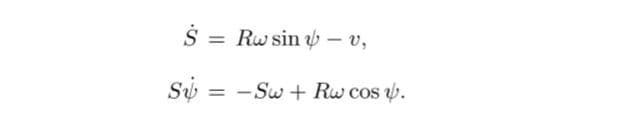 Ṡ = Rω sin ψ − v,
Sψ̇ = −Sω + Rω cos ψ.